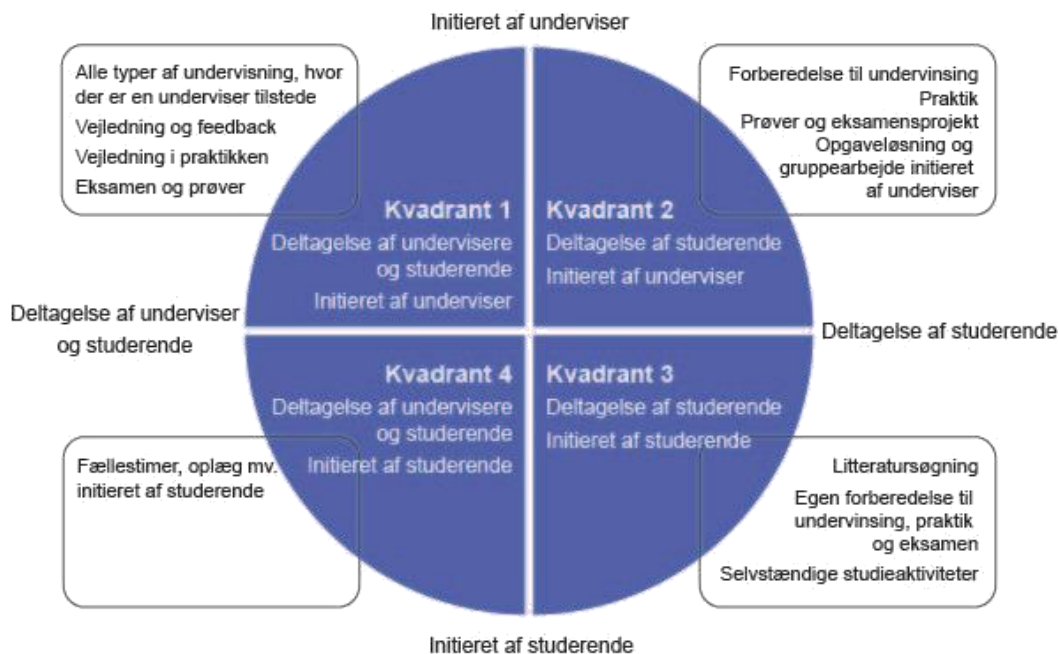 Initieret af underviser
Alle typer af undervisning, hvor
der er en underviser tilstede
Vejledning og feedback
Vejledning i praktikken
Eksamen og prøver
Forberedelse til undervinsing
Praktik
Prøver og eksamensprojekt
Opgaveløsning og
gruppearbejde initieret
af underviser
Kvadrant 1
Deltagelse af undervisere
og studerende
Initieret af underviser
Kvadrant 2
Deltagelse af studerende
Initieret af underviser
Deltagelse af underviser
og studerende
Deltagelse af studerende
Kvadrant 4
Deltagelse af undervisere
og studerende
Initieret af studerende
Kvadrant 3
Deltagelse af studerende
Initieret af studerende
Fællestimer, oplæg mv.
initieret af studerende
Litteratursøgning
Egen forberedelse til
undervinsing, praktik
og eksamen
Selvstændige studieaktiviteter
Initieret af studerende